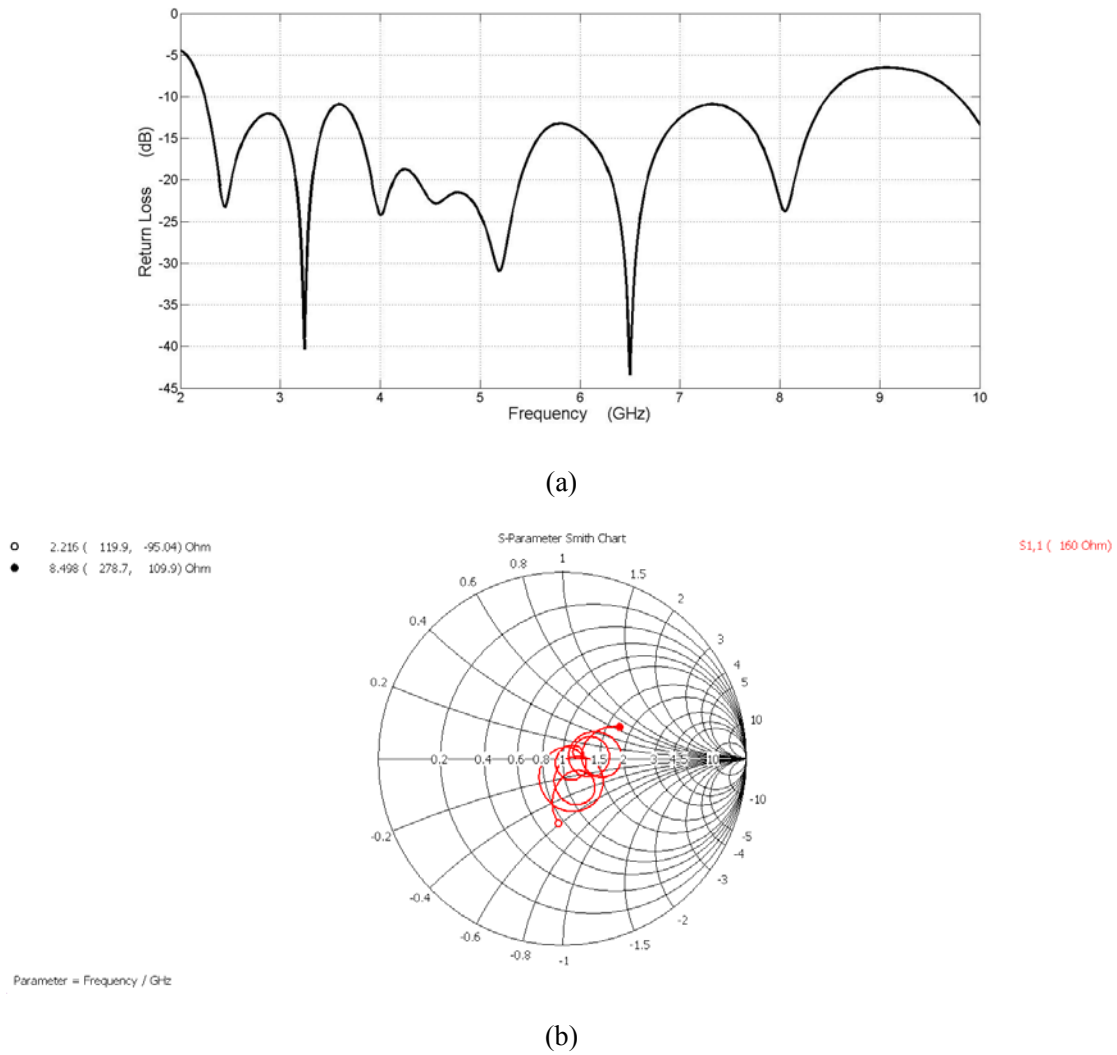 0
-5
-10
-15
-20
-25
-30
-35
-40
-45
Return Loss (dB)
2 3 4 5 6 7 8 9 10
Frequency (GHz)
(a)
2.216 ( 119.9, -95.04) Ohm
8.498 ( 278.7, 109.9) Ohm
S-Parameter Smith Chart
S1,1 ( 160 Ohm)
1
0.8
1.5
0.6
2
0.4
3
4
5
0.2
10
0.2 0.4 0.6 0.8 1 1.5 2 3 4 5 10
-10
-0.2
-5
-4
-3
-0.4
-2
-0.6
-1.5
-0.8
-1
Parameter = Frequency / GHz
(b)